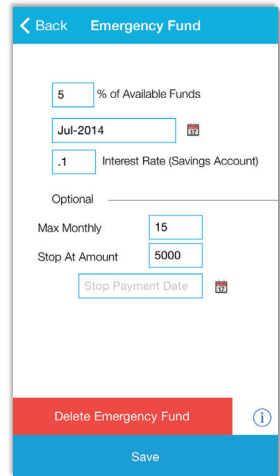 Back Emergency Fund
5 % of Available Funds
Jul-2014
.1 Interest Rate (Savings Account)
Optional
Max Monthly 15
Stop At Amount 5000
Stop Payment Date
Delete Emergency Fund
Save